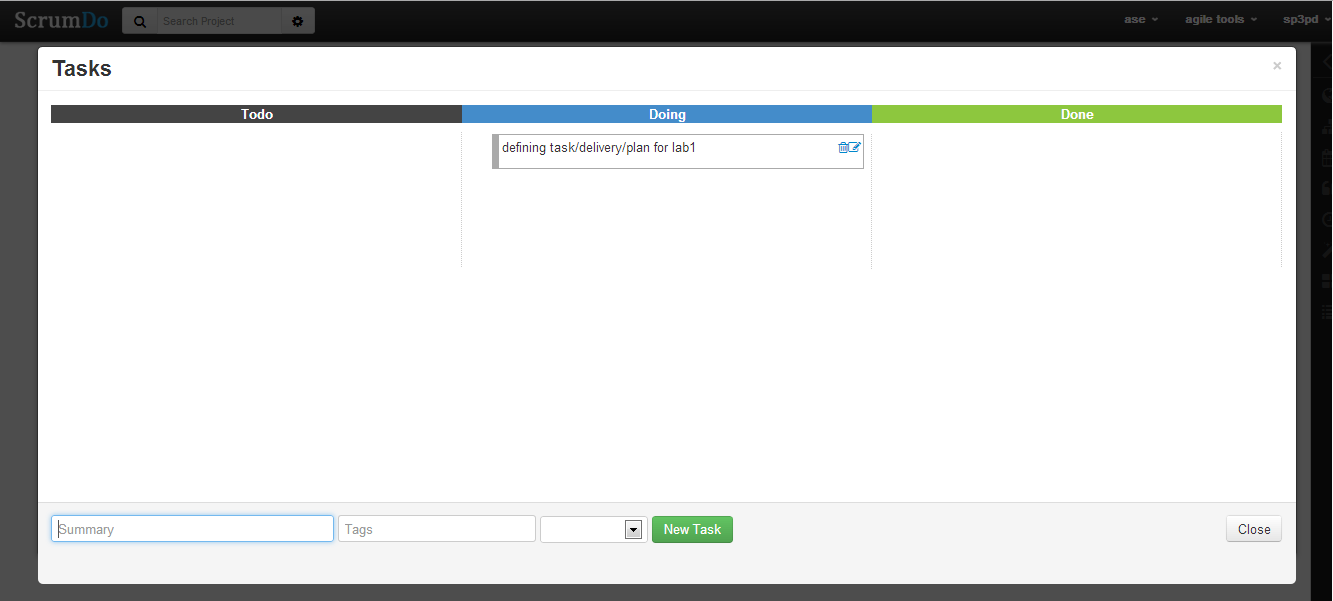 ScrumDo Search Project ase agile tools sp3pd
Tasks ×
Todo Doing Done
defining task/delivery/plan for lab1
Summary Tags New Task Close